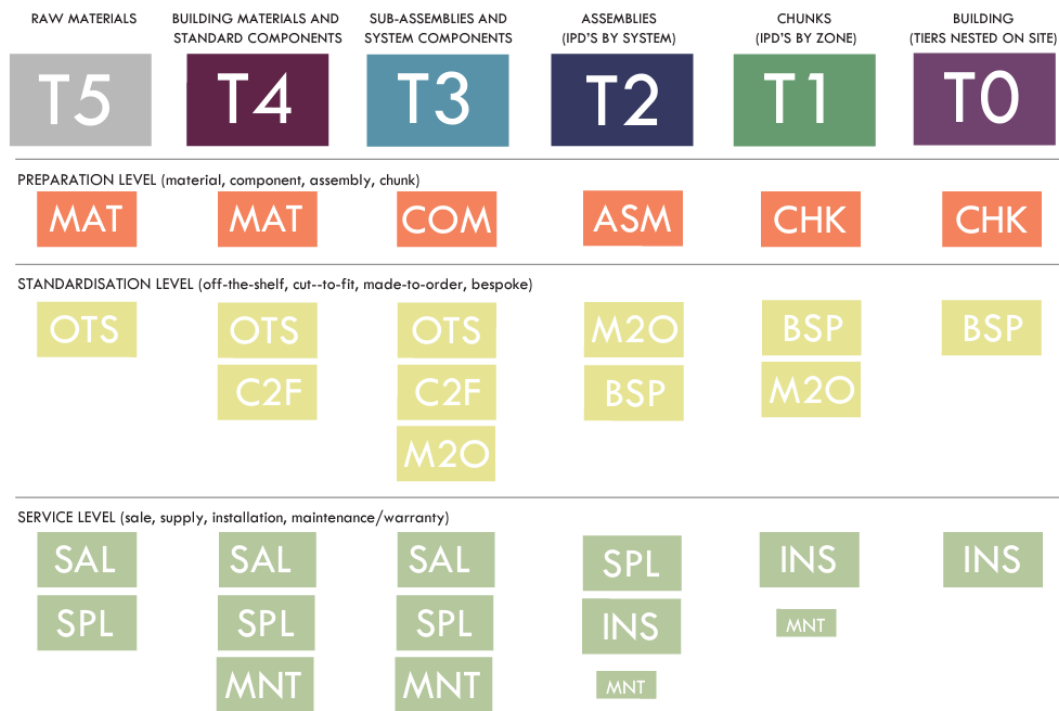 RAW MATERIALS
BUILDING MATERIALS AND
STANDARD COMPONENTS
SUB-ASSEMBLIES AND
SYSTEM COMPONENTS
ASSEMBLIES
(IPD'S BY SYSTEM)
CHUNKS
(IPD'S BY ZONE)
BUILDING
(TIERS NESTED ON SITE)
T5 T4 T3 T2 T1 T0
PREPARATION LEVEL (material, component, assembly, chunk)
MAT MAT COM ASM CHK CHK
STANDARDISATION LEVEL (off-the-shelf, cut--to-fit, made-to-order, bespoke)
OTS OTS OTS M2O BSP BSP
C2F C2F BSP M2O
M2O
SERVICE LEVEL (sale, supply, installation, maintenance/warranty)
SAL SAL SAL SPL INS INS
SPL SPL SPL INS MNT
MNT MNT MNT